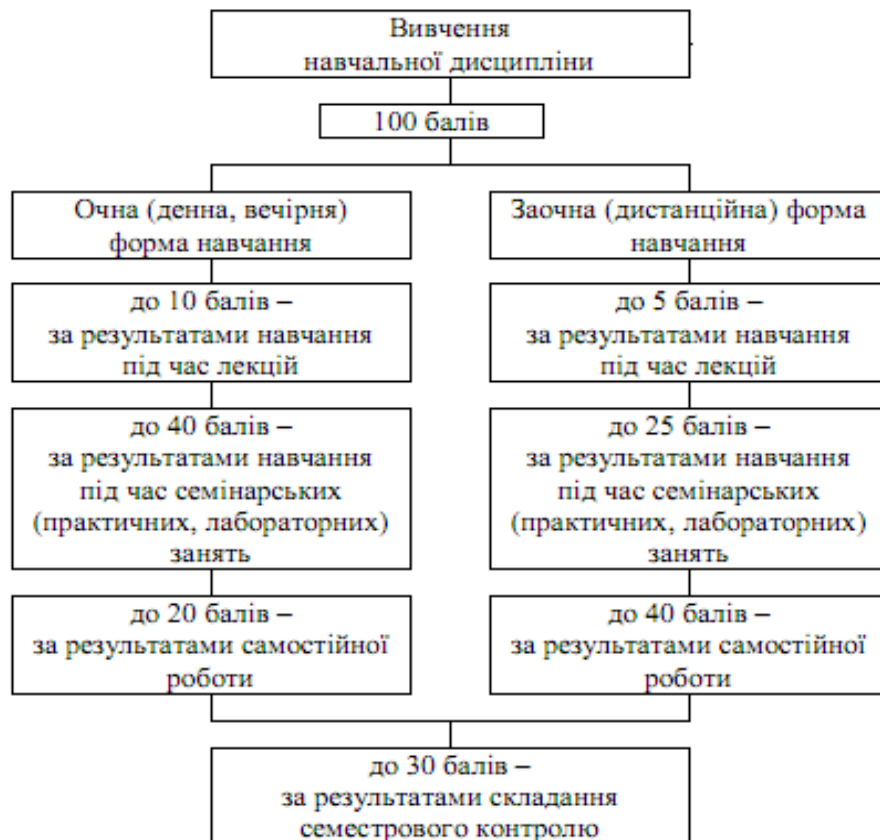 Вивчення
навчальної дисципліни
100 балів
Очна (денна, вечірня)
форма навчання
до 10 балів –
за результатами навчання
під час лекцій
до 40 балів –
за результатами навчання
під час семінарських
(практичних, лабораторних)
занять
до 20 балів –
за результатами самостійної
роботи
Заочна (дистанційна) форма
навчання
до 5 балів –
за результатами навчання
під час лекцій
до 25 балів –
за результатами навчання
під час семінарських
(практичних, лабораторних)
занять
до 40 балів –
за результатами самостійної
роботи
до 30 балів –
за результатами складання
семестрового контролю